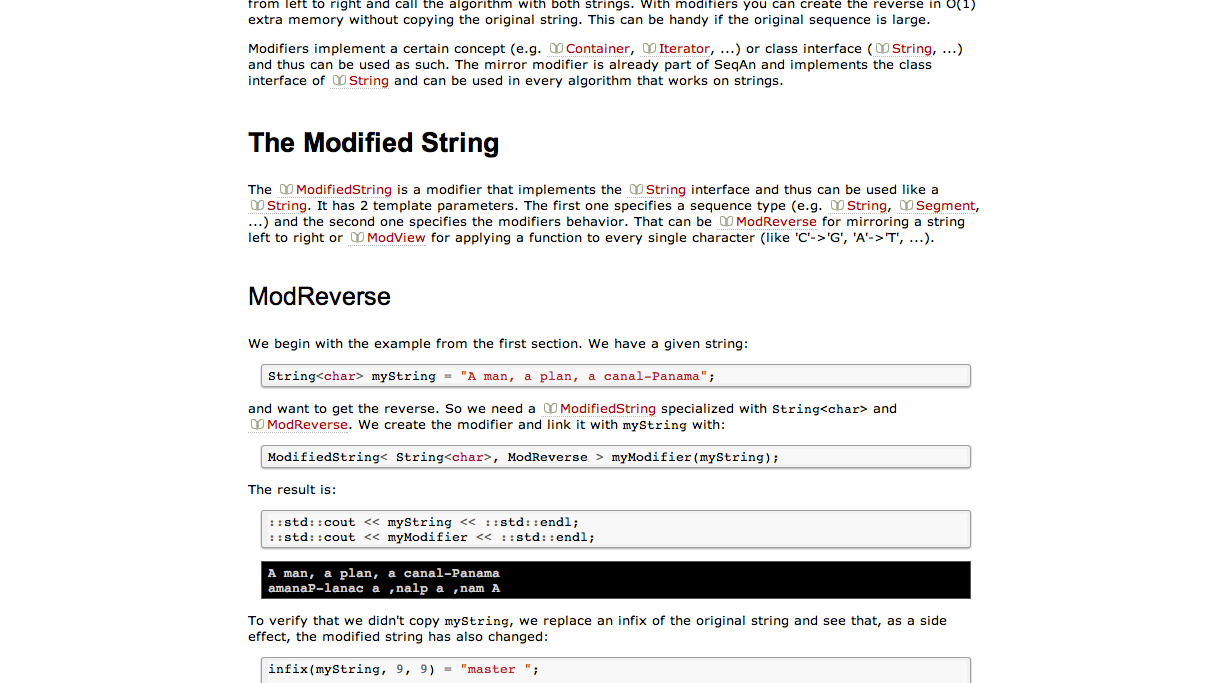 from left to right and call the algorithm with both strings. With modifiers you can create the reverse in O(1)
extra memory without copying the original string. This can be handy if the original sequence is large.
Modifiers implement a certain concept (e.g. Container, Iterator, ...) or class interface ( String, ...)
and thus can be used as such. The mirror modifier is already part of SeqAn and implements the class
interface of String and can be used in every algorithm that works on strings.
The Modified String
The ModifiedString is a modifier that implements the String interface and thus can be used like a
String. It has 2 template parameters. The first one specifies a sequence type (e.g. String, Segment,
...) and the second one specifies the modifiers behavior. That can be ModReverse for mirroring a string
left to right or ModView for applying a function to every single character (like 'C'->'G', 'A'->'T', ...).
ModReverse
We begin with the example from the first section. We have a given string:
String<char> myString = "A man, a plan, a canal-Panama";
and want to get the reverse. So we need a ModifiedString specialized with String<char> and
ModReverse. We create the modifier and link it with myString with:
ModifiedString< String<char>, ModReverse > myModifier(myString);
The result is:
::std::cout << myString << ::std::endl;
::std::cout << myModifier << ::std::endl;
A man, a plan, a canal-Panama
amanaP-lanac a ,nalp a ,nam A
To verify that we didn't copy myString, we replace an infix of the original string and see that, as a side
effect, the modified string has also changed:
infix(myString, 9, 9) = "master ";